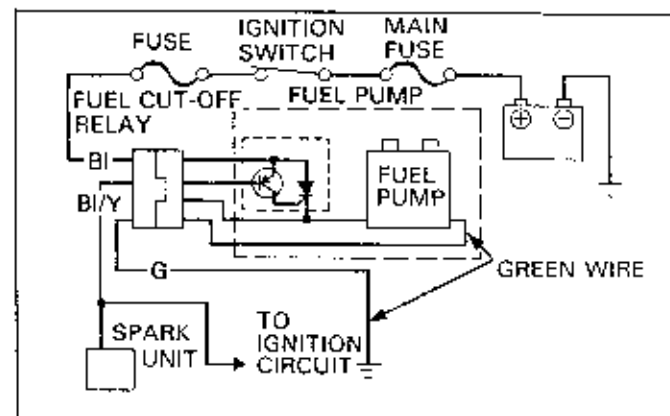 FUSE
IGNITION
SWITCH
MAIN
FUSE
FUEL CUT-OFF
RELAY
FUEL PUMP
Bl
FUEL
PUMP
Bl/Y
G
GREEN WIRE
SPARK
UNIT
TO
IGNITION
CIRCUIT